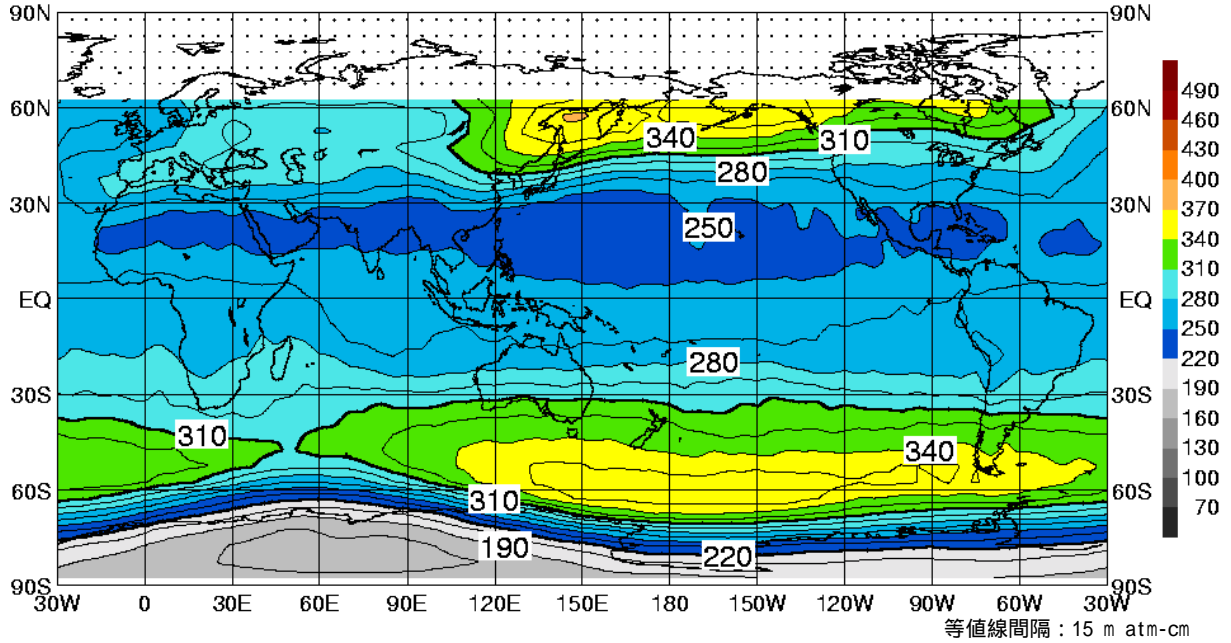 90N 90N
60N 60N 490
340 310 460
280 430
30N 30N 400
250 370
340
310
EQ EQ 280
250
280 220
30S 30S 190
310 340 160
130
60S 310 60S 100
190 220 70
90S 90S
30W 0 30E 60E 90E 120E 150E 180 150W 120W 90W 60W 30W
等値線間隔：15 m atm-cm